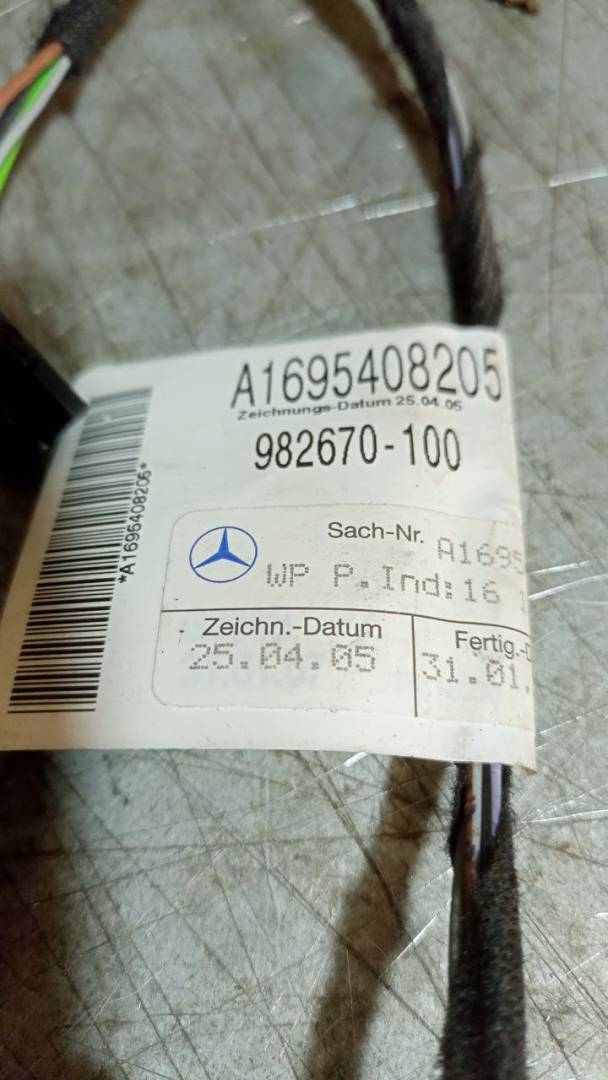 A1695408205
Zeichnungs-Datum 25.04.05
982670-100
*A1695408205*
Sach-Nr. A1695
WP P.Ind:16
Zeichn.-Datum
25.04.05
Fertig.-D
31.01.